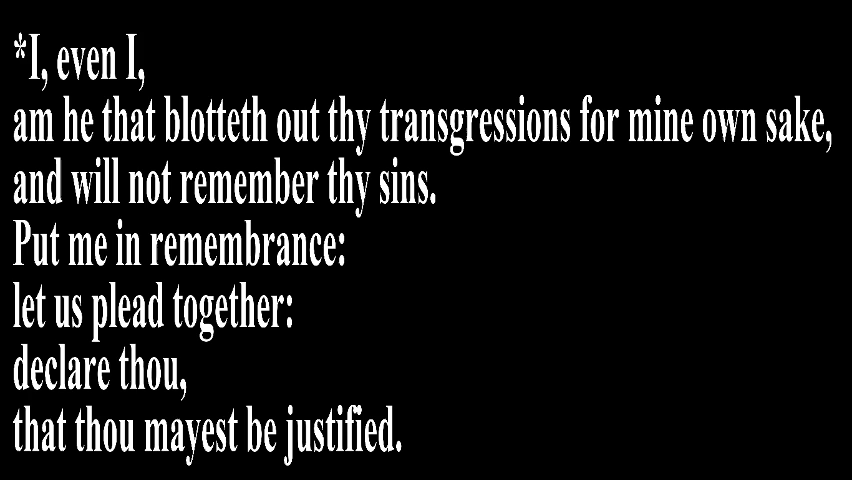 *I, even I,
am he that blotteth out thy transgressions for mine own sake,
and will not remember thy sins.
Put me in remembrance:
let us plead together:
declare thou,
that thou mayest be justified.